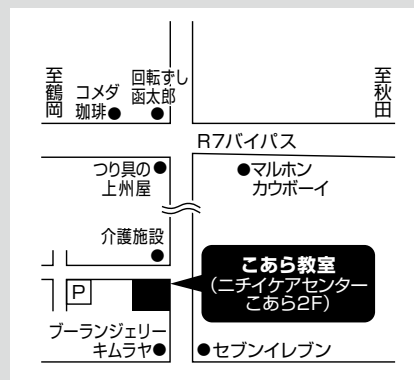 至鶴岡
コメダ
珈琲●
回転ずし
函太郎
至秋田
R7バイパス
つり具の●
上州屋
●マルホン
カウボーイ
介護施設
こあら教室
(ニチイケアセンター
こあら2F)
P
ブーランジェリー
キムラヤ●
●セブンイレブン